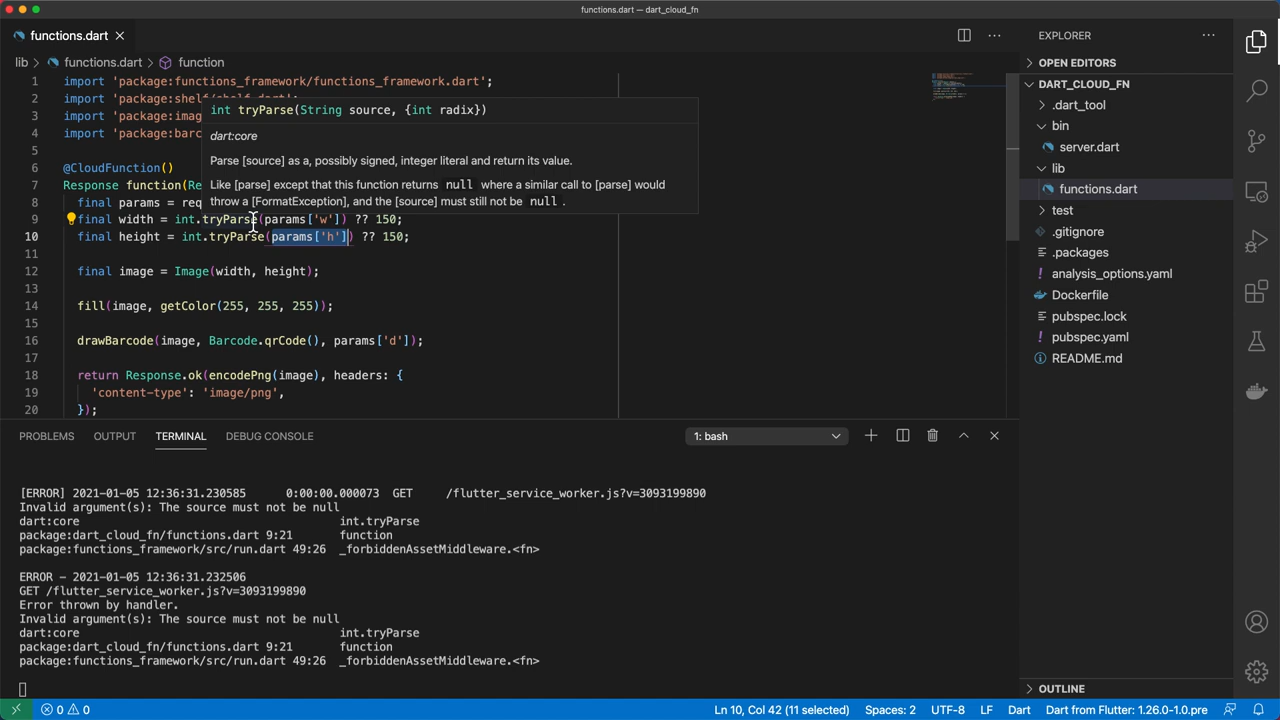 functions.dart — dart_cloud_fn
functions.dart
EXPLORER
lib > functions.dart > function
OPEN EDITORS
DART_CLOUD_FN
.dart_tool
bin
server.dart
lib
functions.dart
test
.gitignore
.packages
analysis_options.yaml
Dockerfile
pubspec.lock
pubspec.yaml
README.md
OUTLINE
1 import 'package:functions_framework/functions_framework.dart';
2 import 'package:shelf/shelf.dart';
3 import 'package:imag
4 import 'package:barc
5
6 @CloudFunction()
7 Response function(Re
8 final params = req
9 final width = int.tryParse(params['w']) ?? 150;
10 final height = int.tryParse(params['h']) ?? 150;
11
12 final image = Image(width, height);
13
14 fill(image, getColor(255, 255, 255));
15
16 drawBarcode(image, Barcode.qrCode(), params['d']);
17
18 return Response.ok(encodePng(image), headers: {
19 'content-type': 'image/png',
20 });
int tryParse(String source, {int radix})
dart:core
Parse [source] as a, possibly signed, integer literal and return its value.
Like [parse] except that this function returns null where a similar call to [parse] would
throw a [FormatException], and the [source] must still not be null .
PROBLEMS OUTPUT TERMINAL DEBUG CONSOLE 1: bash
[ERROR] 2021-01-05 12:36:31.230585 0:00:00.000073 GET /flutter_service_worker.js?v=3093199890
Invalid argument(s): The source must not be null
dart:core int.tryParse
package:dart_cloud_fn/functions.dart 9:21 function
package:functions_framework/src/run.dart 49:26 _forbiddenAssetMiddleware.<fn>
ERROR - 2021-01-05 12:36:31.232506
GET /flutter_service_worker.js?v=3093199890
Error thrown by handler.
Invalid argument(s): The source must not be null
dart:core int.tryParse
package:dart_cloud_fn/functions.dart 9:21 function
package:functions_framework/src/run.dart 49:26 _forbiddenAssetMiddleware.<fn>
0 0 Ln 10, Col 42 (11 selected) Spaces: 2 UTF-8 LF Dart Dart from Flutter: 1.26.0-1.0.pre